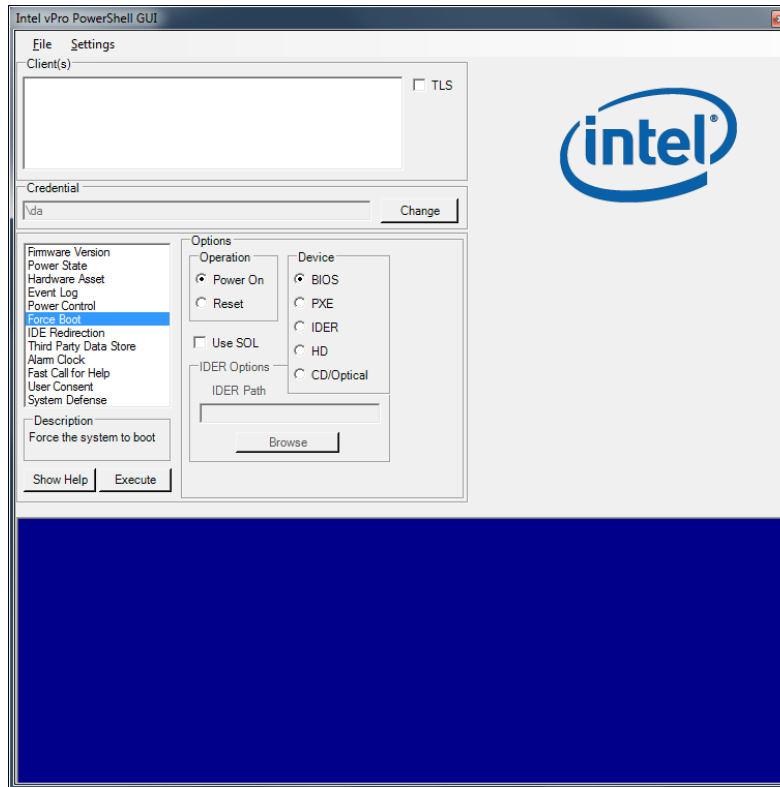 Intel vPro PowerShell GUI
File Settings
Client(s)
TLS
intel
Credential
\da
Change
Firmware Version
Power State
Hardware Asset
Event Log
Power Control
Force Boot
IDE Redirection
Third Party Data Store
Alarm Clock
Fast Call for Help
User Consent
System Defense
Description
Force the system to boot
Show Help Execute
Options
Operation
Power On
Reset
Use SOL
Device
BIOS
PXE
IDER
HD
CD/Optical
IDER Options
IDER Path
Browse